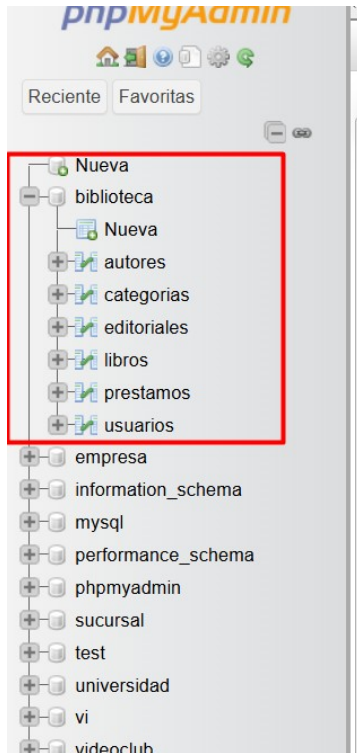 phpMyAdmin
Reciente Favoritas
Nueva
biblioteca
Nueva
autores
categorias
editoriales
libros
prestamos
usuarios
empresa
information_schema
mysql
performance_schema
phpmyadmin
sucursal
test
universidad
vi
videoclub